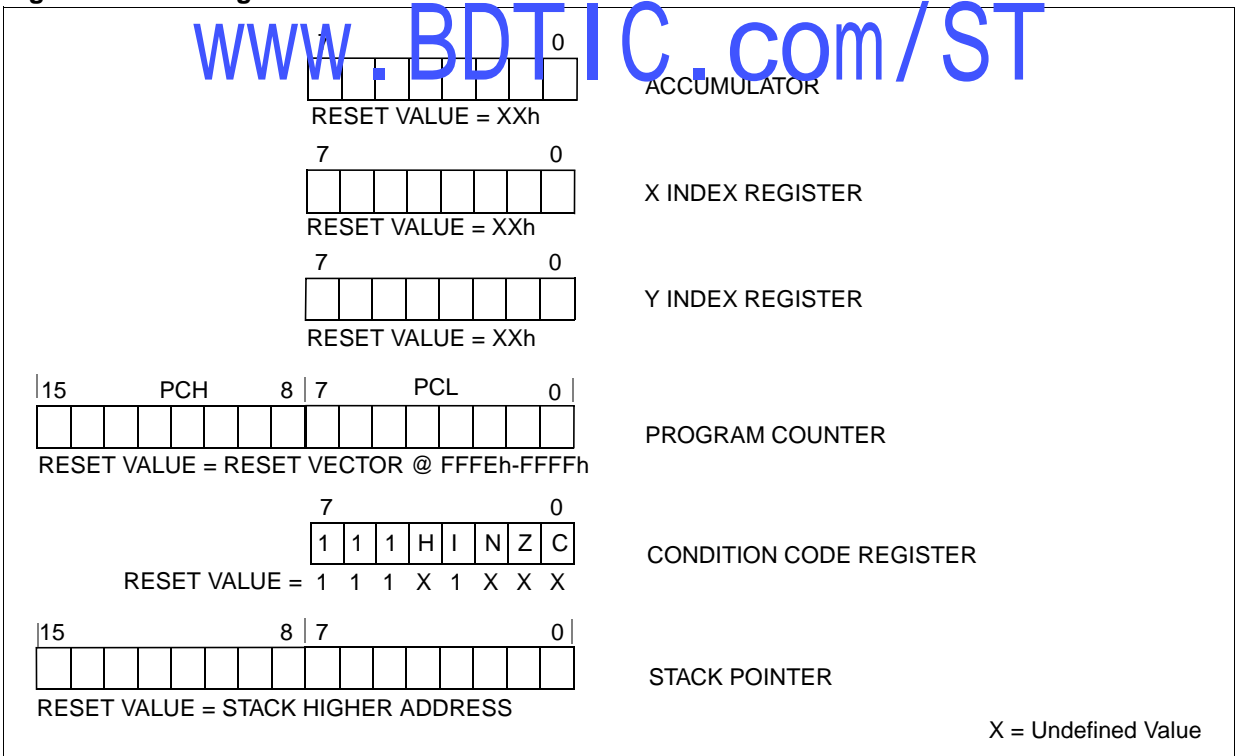 www.BDTIC.com/ST
7 0
ACCUMULATOR
RESET VALUE = XXh
7 0
X INDEX REGISTER
RESET VALUE = XXh
7 0
Y INDEX REGISTER
RESET VALUE = XXh
15 PCH 8 7 PCL 0
PROGRAM COUNTER
RESET VALUE = RESET VECTOR @ FFFEh-FFFFh
7 0
1 1 1 H I N Z C
CONDITION CODE REGISTER
RESET VALUE = 1 1 1 X 1 X X X
15 8 7 0
STACK POINTER
RESET VALUE = STACK HIGHER ADDRESS
X = Undefined Value